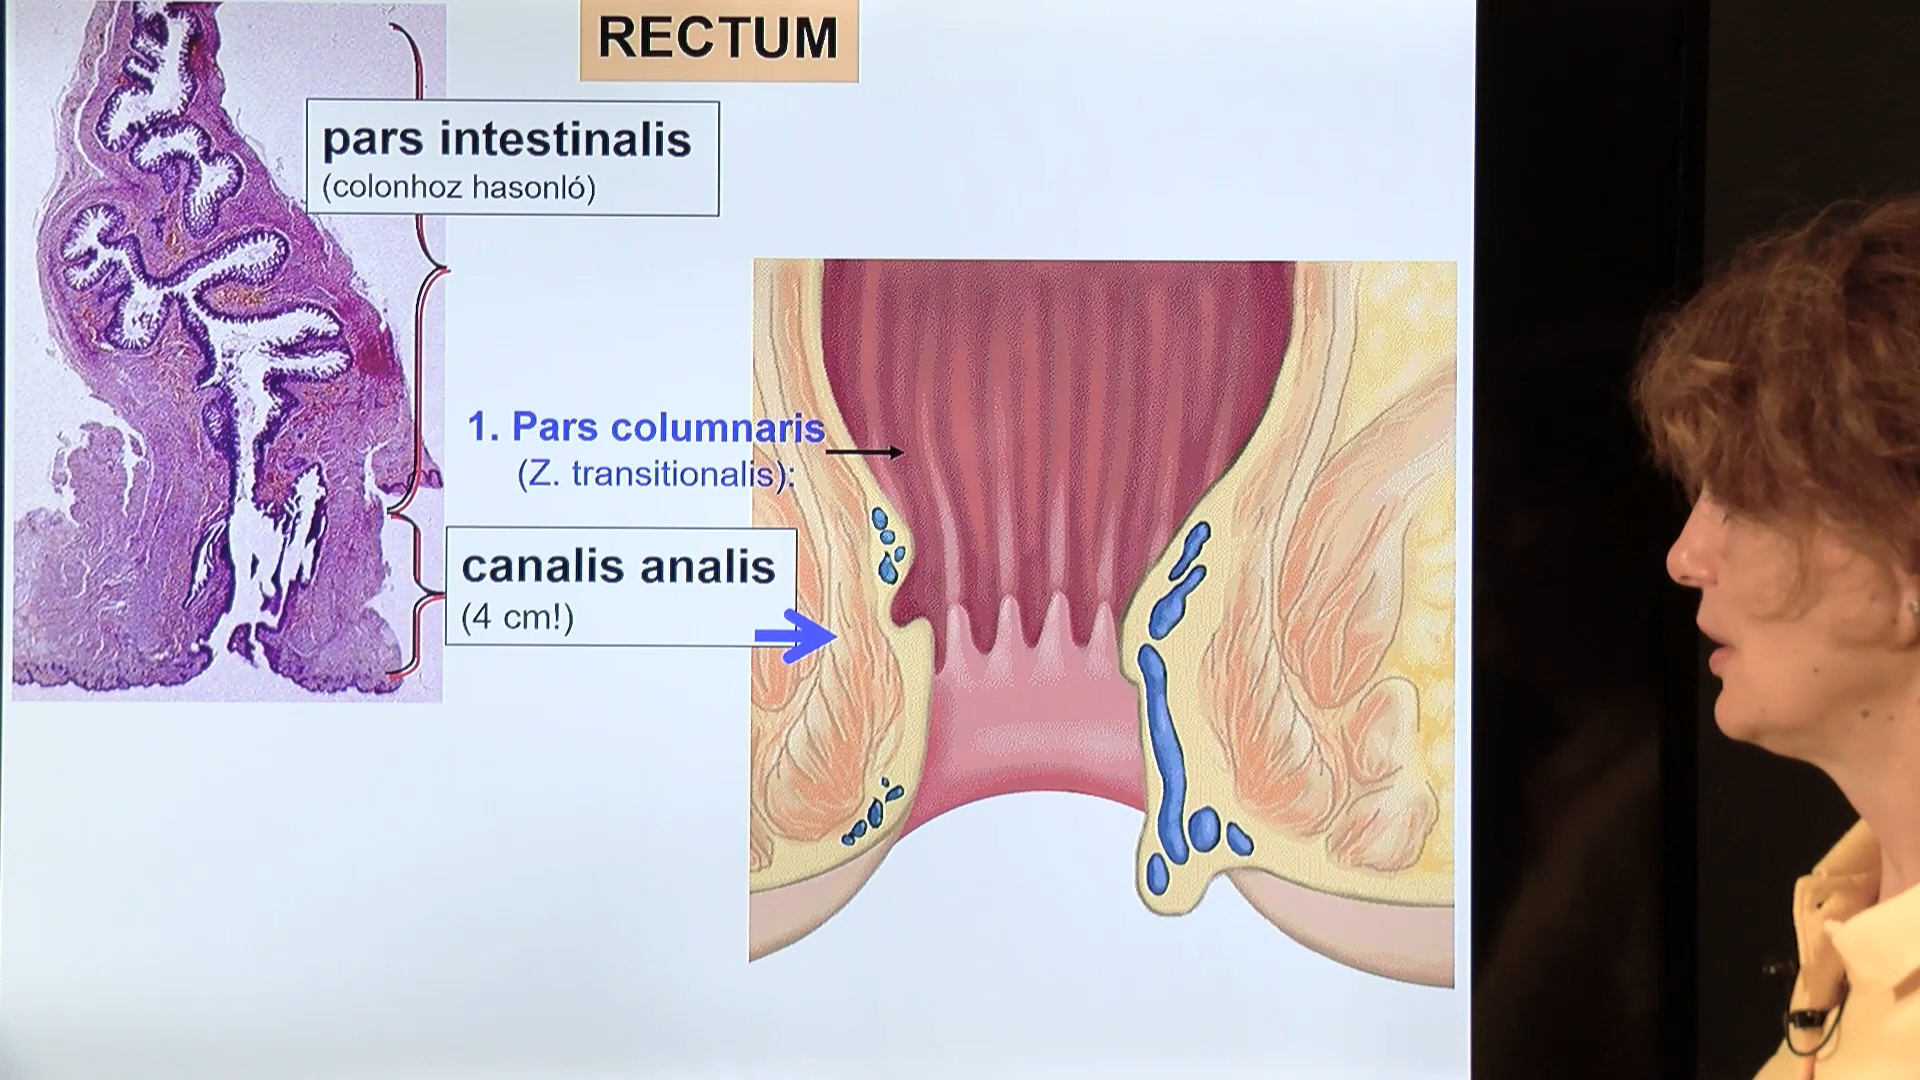 RECTUM
pars intestinalis
(colonhoz hasonló)
1. Pars columnaris
(Z. transitionalis):
canalis analis
(4 cm!)